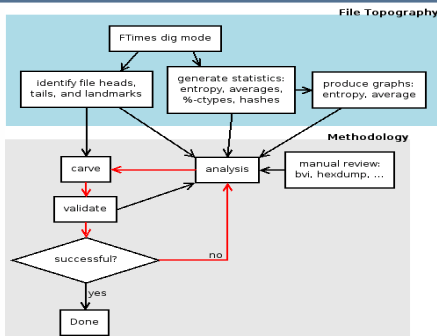 File Topography
FTimes dig mode
identify file heads,
tails, and landmarks
generate statistics:
entropy, averages,
%-ctypes, hashes
produce graphs:
entropy, average
Methodology
carve
analysis
manual review:
bvi, hexdump, ...
validate
successful?
no
yes
Done